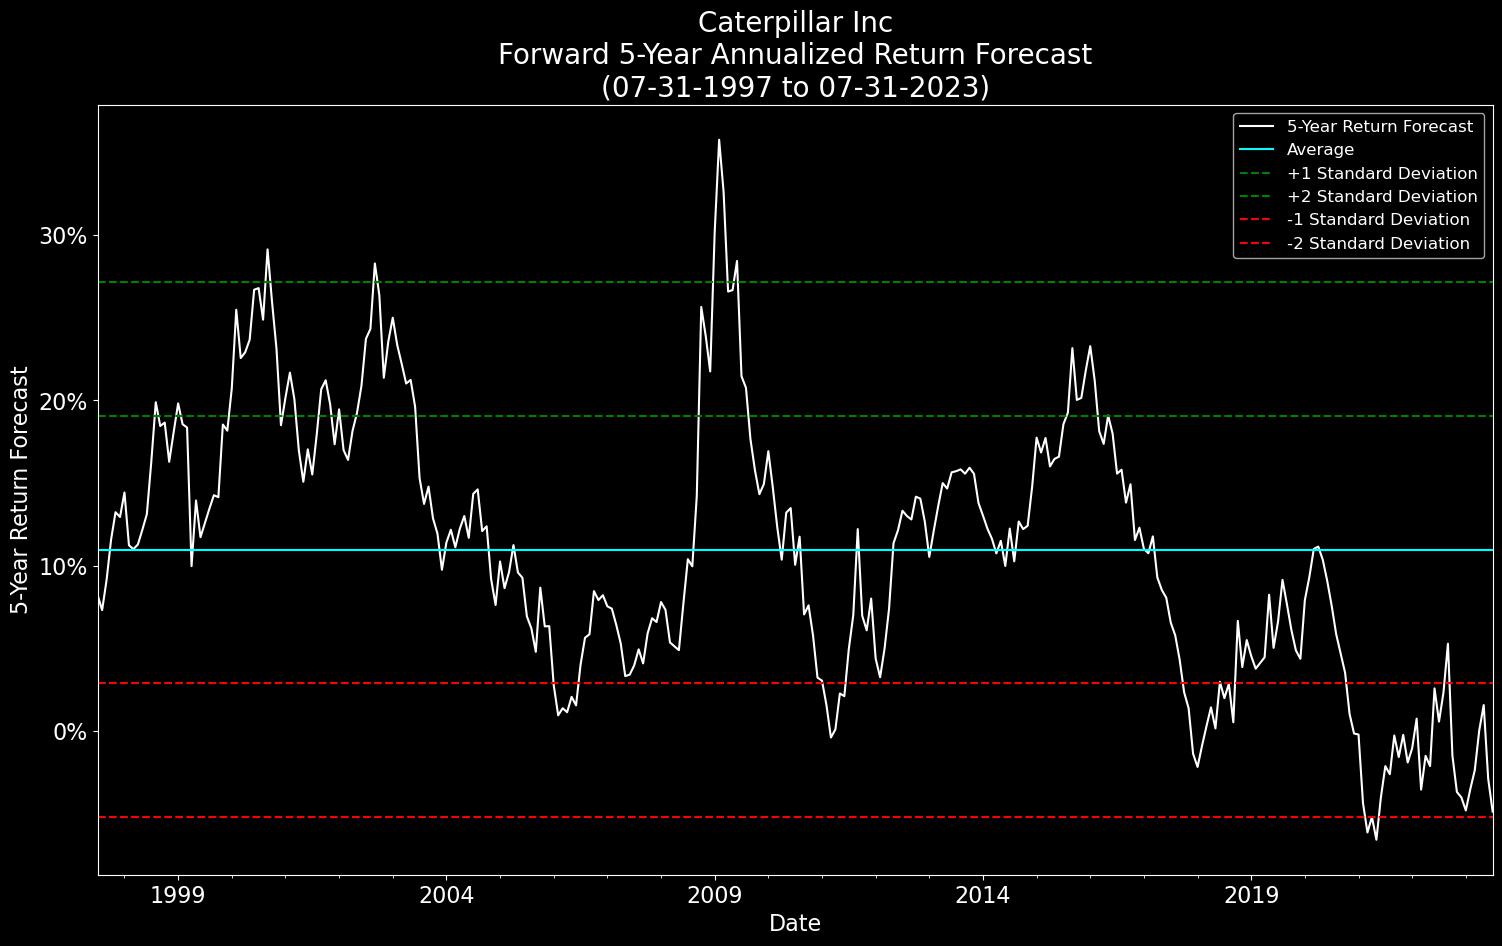 Caterpillar Inc
Forward 5-Year Annualized Return Forecast
(07-31-1997 to 07-31-2023)
5-Year Return Forecast
Average
+1 Standard Deviation
+2 Standard Deviation
-1 Standard Deviation
-2 Standard Deviation
5-Year Return Forecast
30%
20%
10%
0%
1999
2004
2009
2014
2019
Date